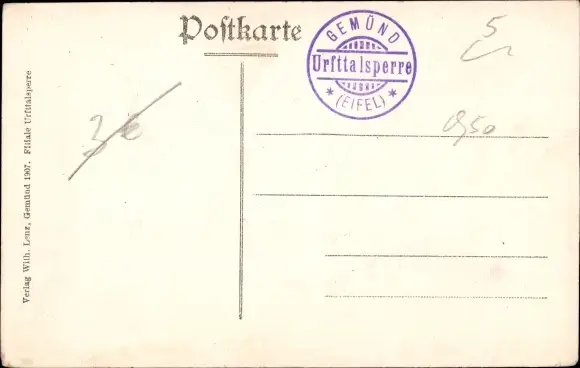 Postkarte
GEMÜND
Urfttalsperre
* (EIFEL) *
5
3€
0,50
Verlag Wilh. Lenz, Gemünd 1907. Filiale Urfttalsperre